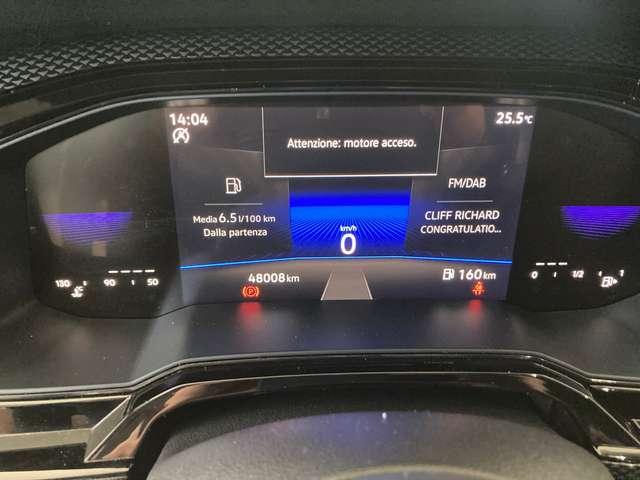 14:04
Attenzione: motore acceso.
25.5°C
A
Media 6.5 l/100 km
Dalla partenza
km/h
0
FM/DAB
CLIFF RICHARD
CONGRATULATIO...
130 90 50
48008 km
160 km
0 1/2 1
P